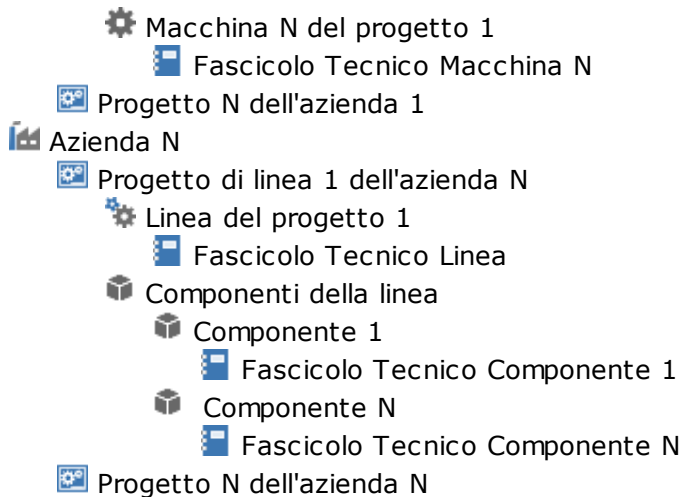 Macchina N del progetto 1
Fascicolo Tecnico Macchina N
Progetto N dell'azienda 1
Azienda N
Progetto di linea 1 dell'azienda N
Linea del progetto 1
Fascicolo Tecnico Linea
Componenti della linea
Componente 1
Fascicolo Tecnico Componente 1
Componente N
Fascicolo Tecnico Componente N
Progetto N dell'azienda N